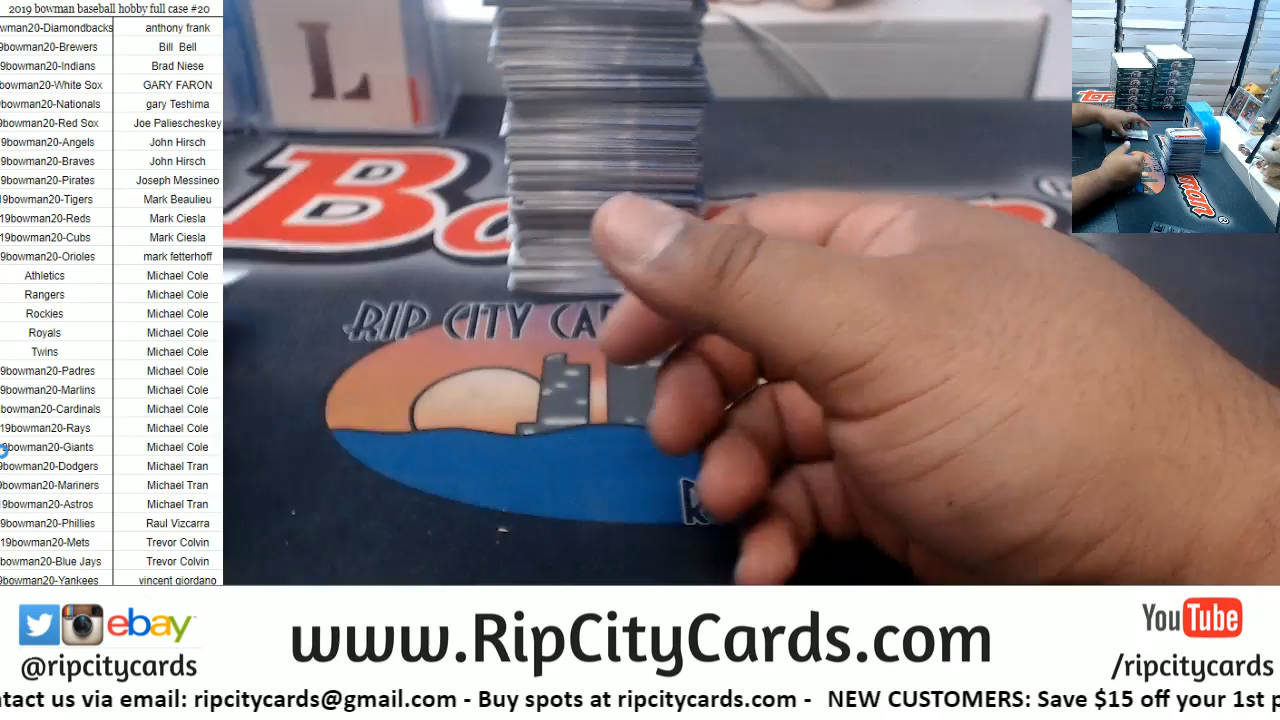 2019 bowman baseball hobby full case #20
wman20-Diamondbacks anthony frank
9bowman20-Brewers Bill Bell
9bowman20-Indians Brad Niese
9bowman20-White Sox GARY FARON
9bowman20-Nationals gary Teshima
9bowman20-Red Sox Joe Paliescheskey
9bowman20-Angels John Hirsch
9bowman20-Braves John Hirsch
9bowman20-Pirates Joseph Messineo
19bowman20-Tigers Mark Beaulieu
19bowman20-Reds Mark Ciesla
19bowman20-Cubs Mark Ciesla
9bowman20-Orioles mark fetterhoff
Athletics Michael Cole
Rangers Michael Cole
Rockies Michael Cole
Royals Michael Cole
Twins Michael Cole
9bowman20-Padres Michael Cole
9bowman20-Marlins Michael Cole
bowman20-Cardinals Michael Cole
19bowman20-Rays Michael Cole
9bowman20-Giants Michael Cole
9bowman20-Dodgers Michael Tran
9bowman20-Mariners Michael Tran
19bowman20-Astros Michael Tran
9bowman20-Phillies Raul Vizcarra
19bowman20-Mets Trevor Colvin
bowman20-Blue Jays Trevor Colvin
9bowman20-Yankees vincent giordano
L
RIP CITY CA
R
man
ebay
@ripcitycards
www.RipCityCards.com
YouTube
/ripcitycards
ntact us via email: ripcitycards@gmail.com - Buy spots at ripcitycards.com - NEW CUSTOMERS: Save $15 off your 1st p